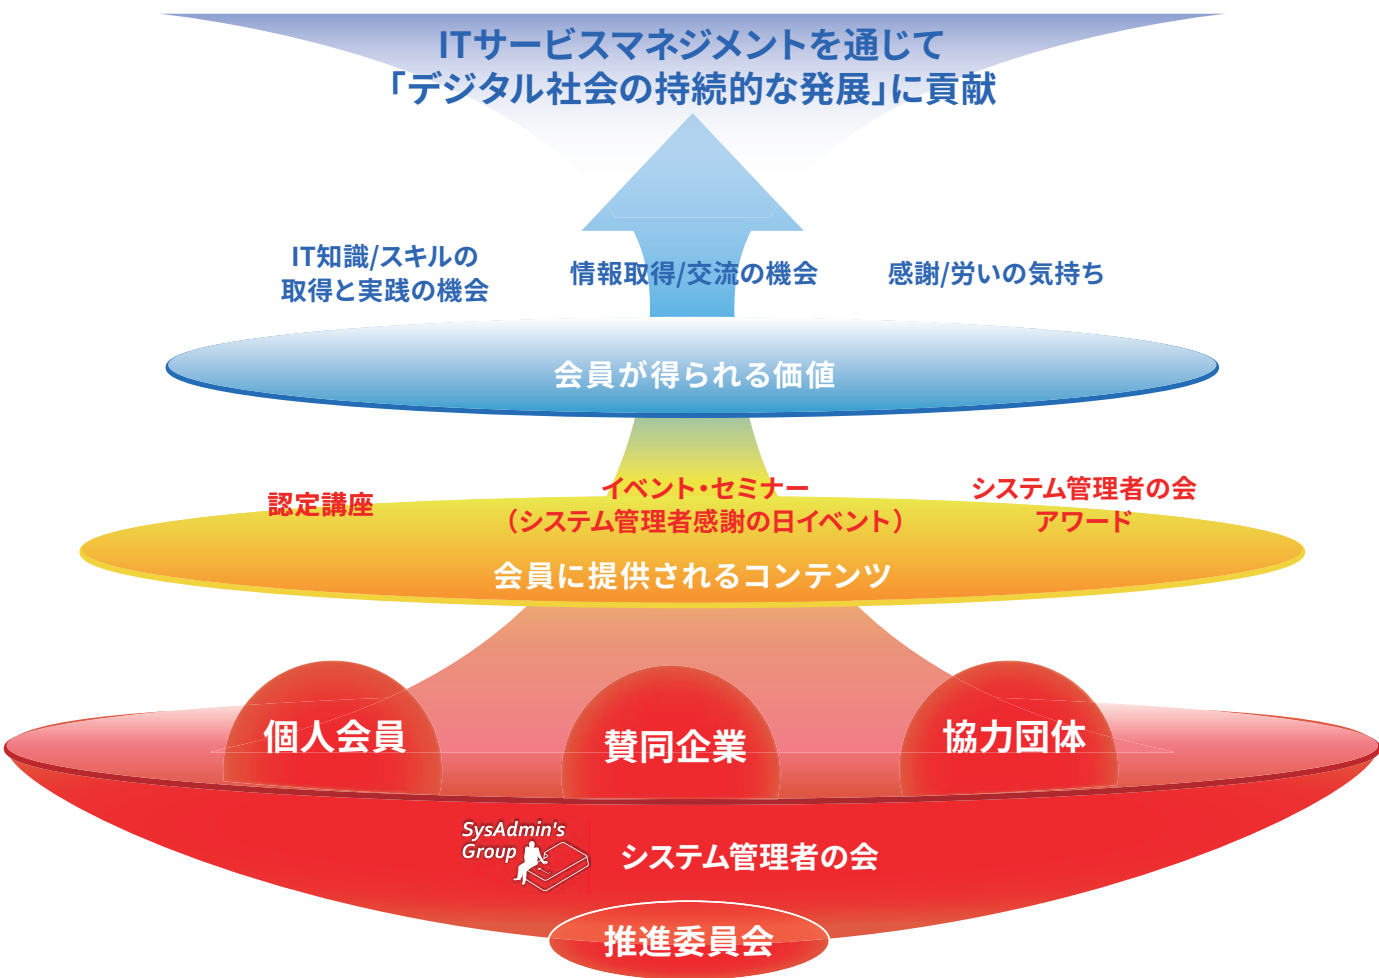 ITサービスマネジメントを通じて
「デジタル社会の持続的な発展」に貢献
IT知識/スキルの
取得と実践の機会
情報取得/交流の機会
感謝/労いの気持ち
会員が得られる価値
認定講座
イベント・セミナー
（システム管理者感謝の日イベント）
システム管理者の会
アワード
会員に提供されるコンテンツ
個人会員
賛同企業
協力団体
SysAdmin's
Group
システム管理者の会
推進委員会